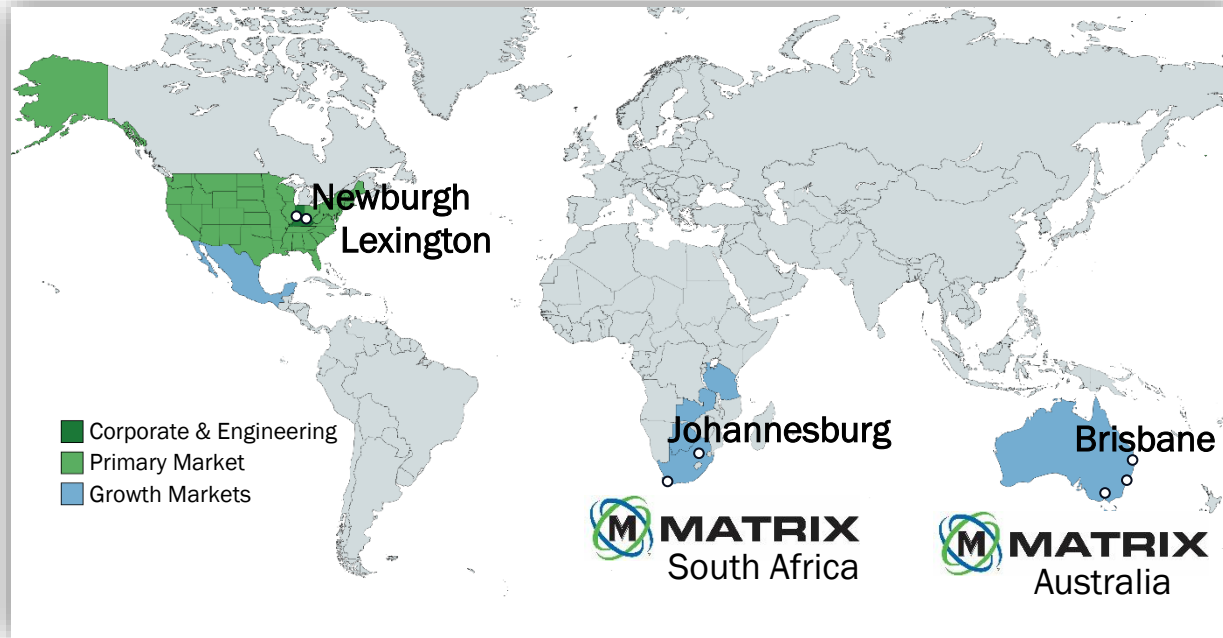 Newburgh
Lexington
Corporate & Engineering
Primary Market
Growth Markets
Johannesburg
Brisbane
M MATRIX
South Africa
M MATRIX
Australia